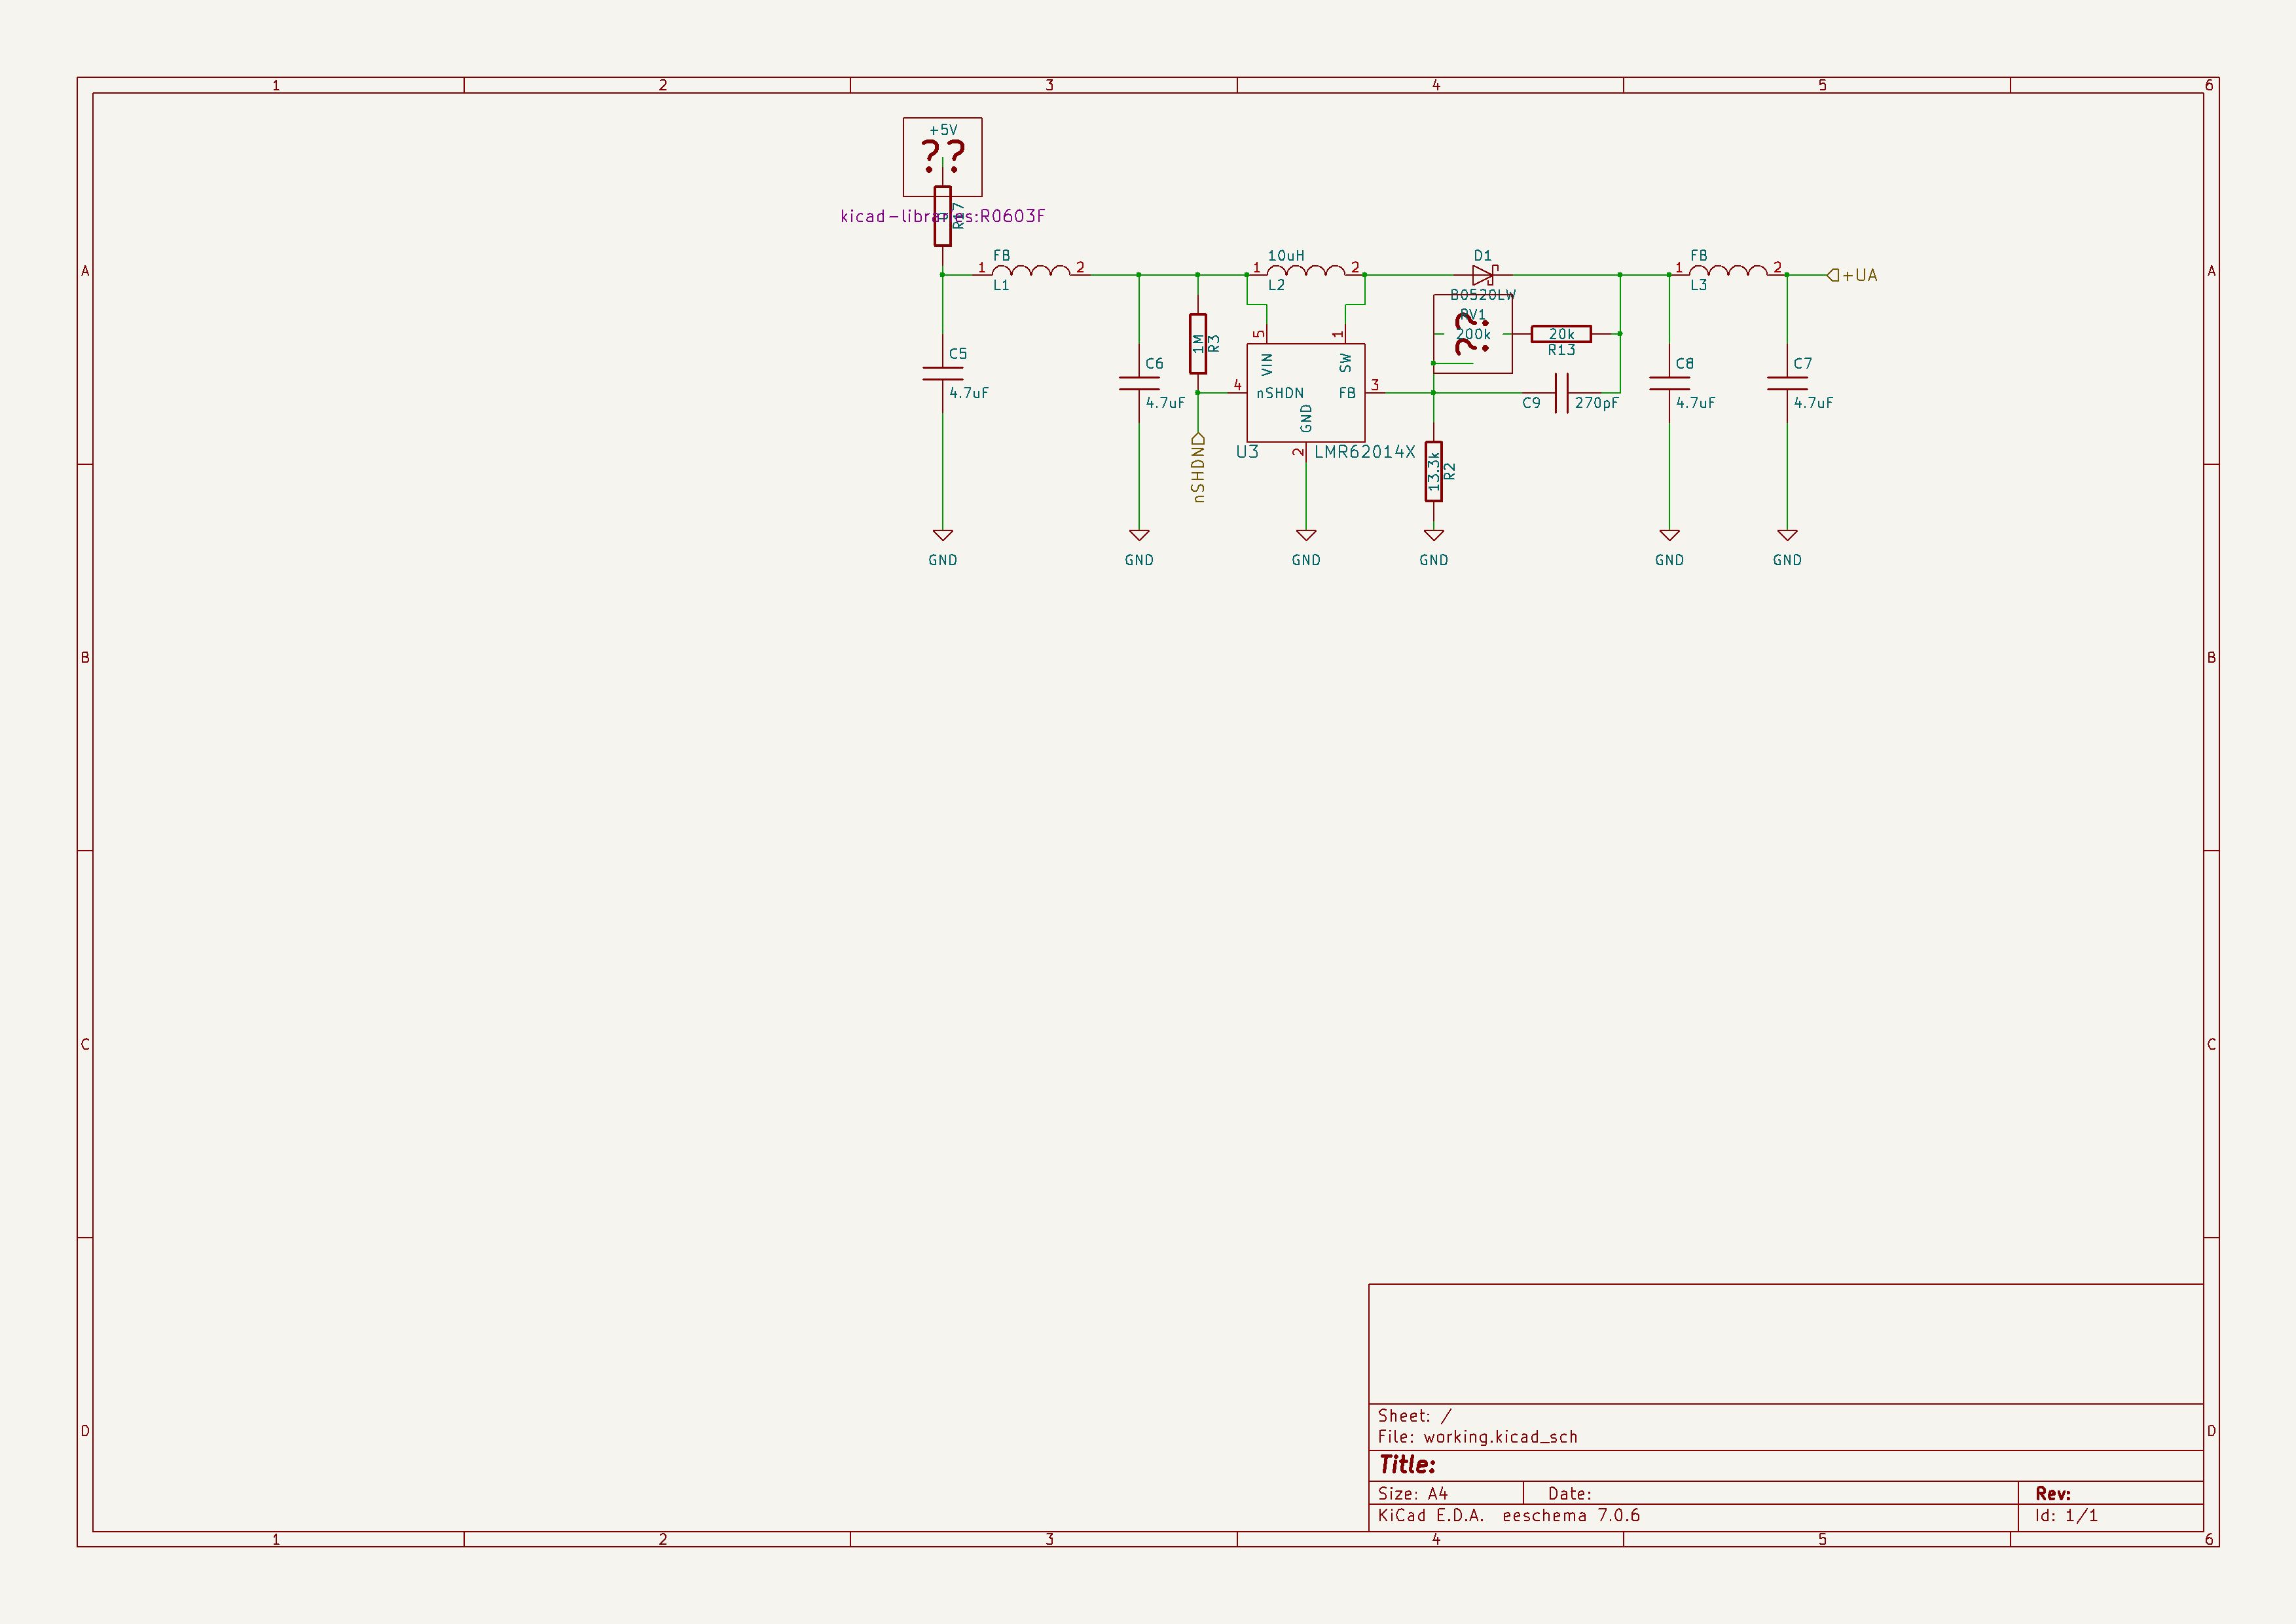 1 2 3 4 5 6
+5V
??
kicad-libraries:R0603F
R17
FB
1 2
L1
10uH
1 2
L2
D1
B0520LW
FB
1 2
L3
+UA
A A
RV1
200k
??
20k
R13
1M
R3
5
VIN
1
SW
C5
4.7uF
C6
4.7uF
4
nSHDN
FB
3
GND
2
U3
LMR62014X
C9
270pF
C8
4.7uF
C7
4.7uF
nSHDN
13.3k
R2
GND GND GND GND GND GND
B B
C C
D D
Sheet: /
File: working.kicad_sch
Title:
Size: A4 Date: Rev:
KiCad E.D.A. eeschema 7.0.6 Id: 1/1
1 2 3 4 5 6